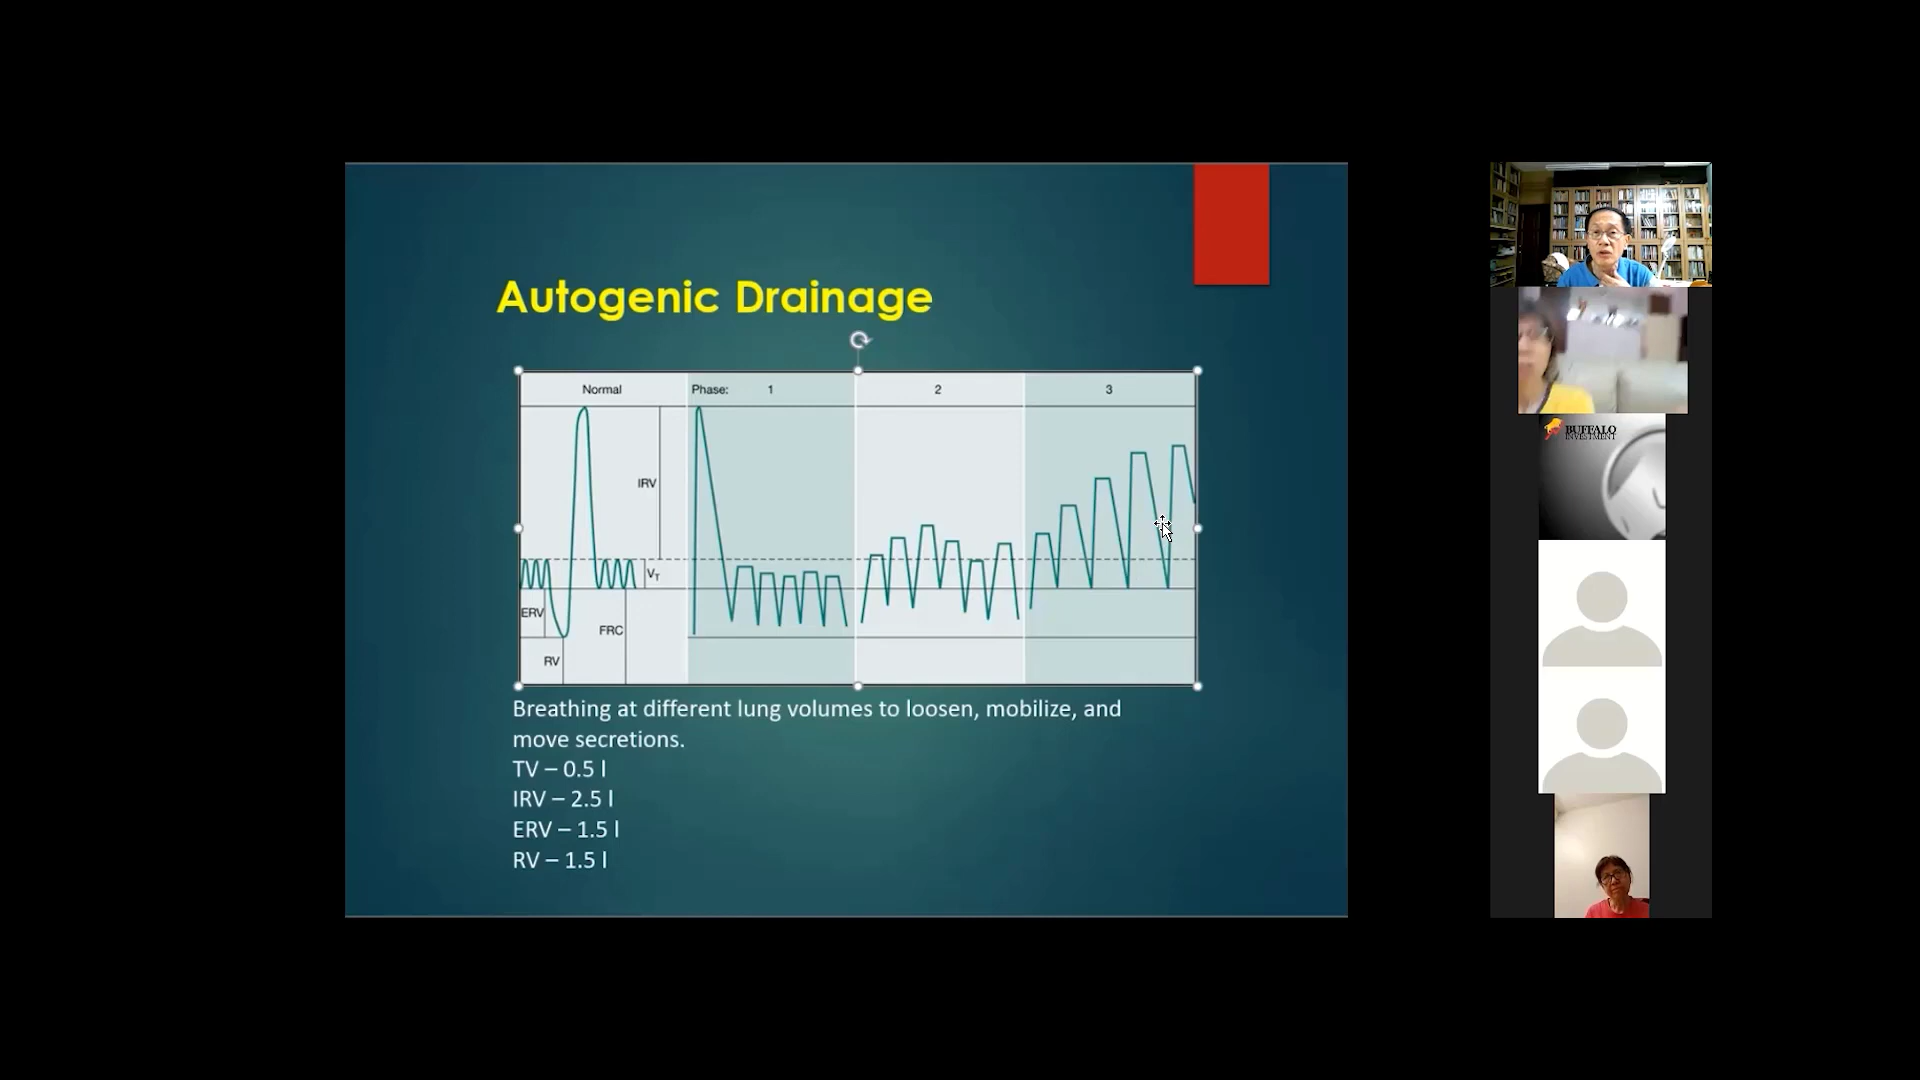 Autogenic Drainage
Normal
Phase: 1
2
3
IRV
VT
ERV
FRC
RV
Breathing at different lung volumes to loosen, mobilize, and
move secretions.
TV – 0.5 l
IRV – 2.5 l
ERV – 1.5 l
RV – 1.5 l
BUFFALO
INVESTMENT